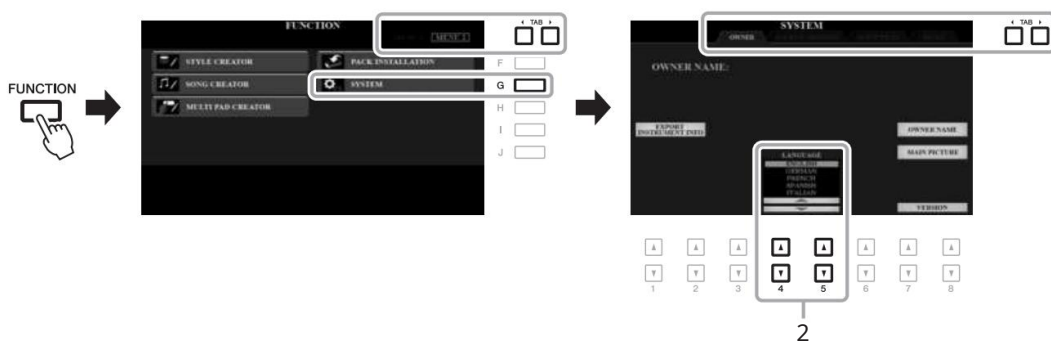 FUNCTION
FUNCTION
MENU 2
TAB
STYLE CREATOR
PACK INSTALLATION
F
SONG CREATOR
SYSTEM
G
MULTI PAD CREATOR
H
I
J
SYSTEM
OWNER
TAB
OWNER NAME:
EXPORT
INSTRUMENT INFO
OWNER NAME
MAIN PICTURE
LANGUAGE
ENGLISH
GERMAN
FRENCH
SPANISH
ITALIAN
VERSION
1 2 3 4 5 6 7 8
2